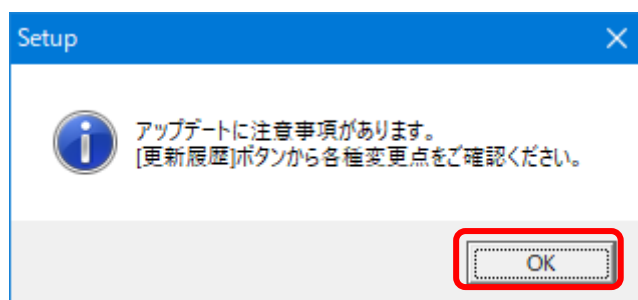 Setup
アップデートに注意事項があります。
[更新履歴]ボタンから各種変更点をご確認ください。
OK